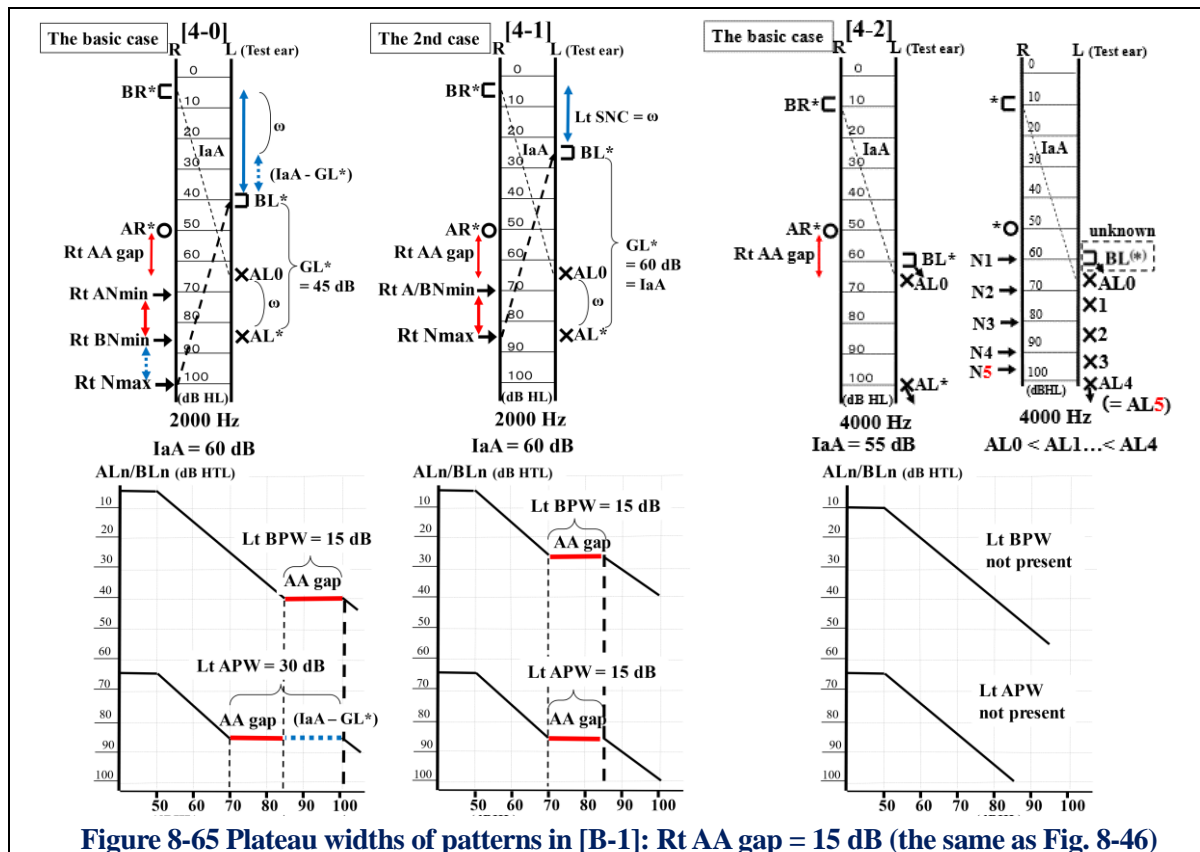 The basic case [4-0]
R L (Test ear)
0
BR*
10
ω
20
IaA
30
(IaA - GL*)
40
BL*
AR*
50
Rt AA gap
60
AL0
GL*
= 45 dB
Rt ANmin
70
ω
80
Rt BNmin
AL*
90
Rt Nmax
100
(dB HL)
2000 Hz
IaA = 60 dB
The 2nd case [4-1]
R L (Test ear)
0
BR*
10
Lt SNC = ω
20
IaA
BL*
30
40
AR*
50
Rt AA gap
GL*
= 60 dB
= IaA
60
AL0
Rt A/BNmin
70
ω
80
Rt Nmax
AL*
90
100
(dB HL)
2000 Hz
IaA = 60 dB
The basic case [4-2]
R L (Test ear)
0
BR*
10
20
IaA
30
40
AR*
50
Rt AA gap
60
BL*
AL0
70
80
90
100
AL*
(dB HL)
4000 Hz
IaA = 55 dB
R L (Test ear)
0
*
10
20
IaA
30
40
*
50
unknown
N1
60
BL(*)
AL0
N2
70
1
N3
80
2
N4
90
3
N5
100
AL4
(dBHL)
(= AL5)
4000 Hz
AL0 < AL1...< AL4
ALn/BLn (dB HTL)
10
20
30
40
50
60
65
80
90
100
Lt BPW = 15 dB
AA gap
Lt APW = 30 dB
AA gap
(IaA – GL*)
50 60 70 80 90 100
ALn/BLn (dB HTL)
10
20
30
40
50
60
65
80
90
100
Lt BPW = 15 dB
AA gap
Lt APW = 15 dB
AA gap
50 60 70 80 90 100
ALn/BLn (dB HTL)
10
20
30
40
50
60
65
80
90
100
Lt BPW
not present
Lt APW
not present
50 60 70 80 90 100
Figure 8-65 Plateau widths of patterns in [B-1]: Rt AA gap = 15 dB (the same as Fig. 8-46)